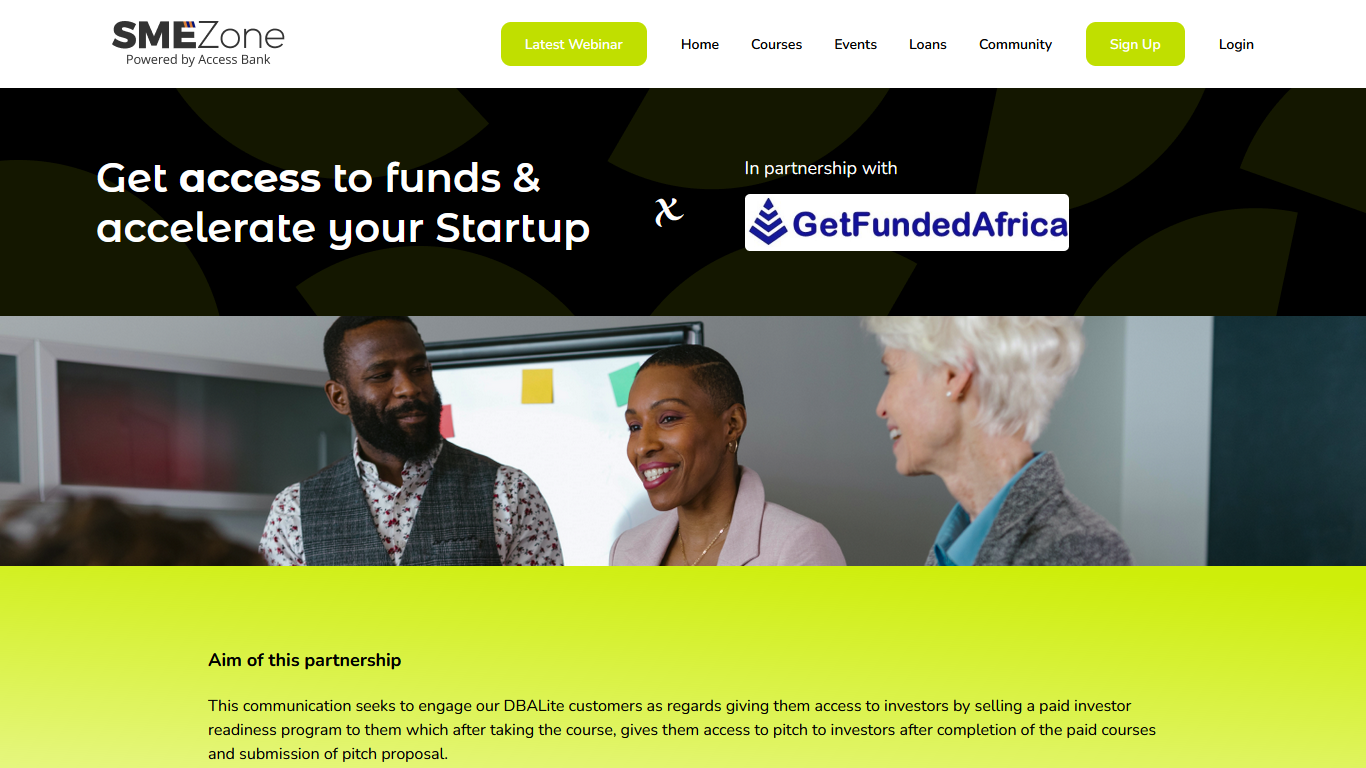 SMEZone
Powered by Access Bank
Latest Webinar
Home
Courses
Events
Loans
Community
Sign Up
Login
Get access to funds &
accelerate your Startup
x
In partnership with
GetFundedAfrica
Aim of this partnership
This communication seeks to engage our DBALite customers as regards giving them access to investors by selling a paid investor
readiness program to them which after taking the course, gives them access to pitch to investors after completion of the paid courses
and submission of pitch proposal.